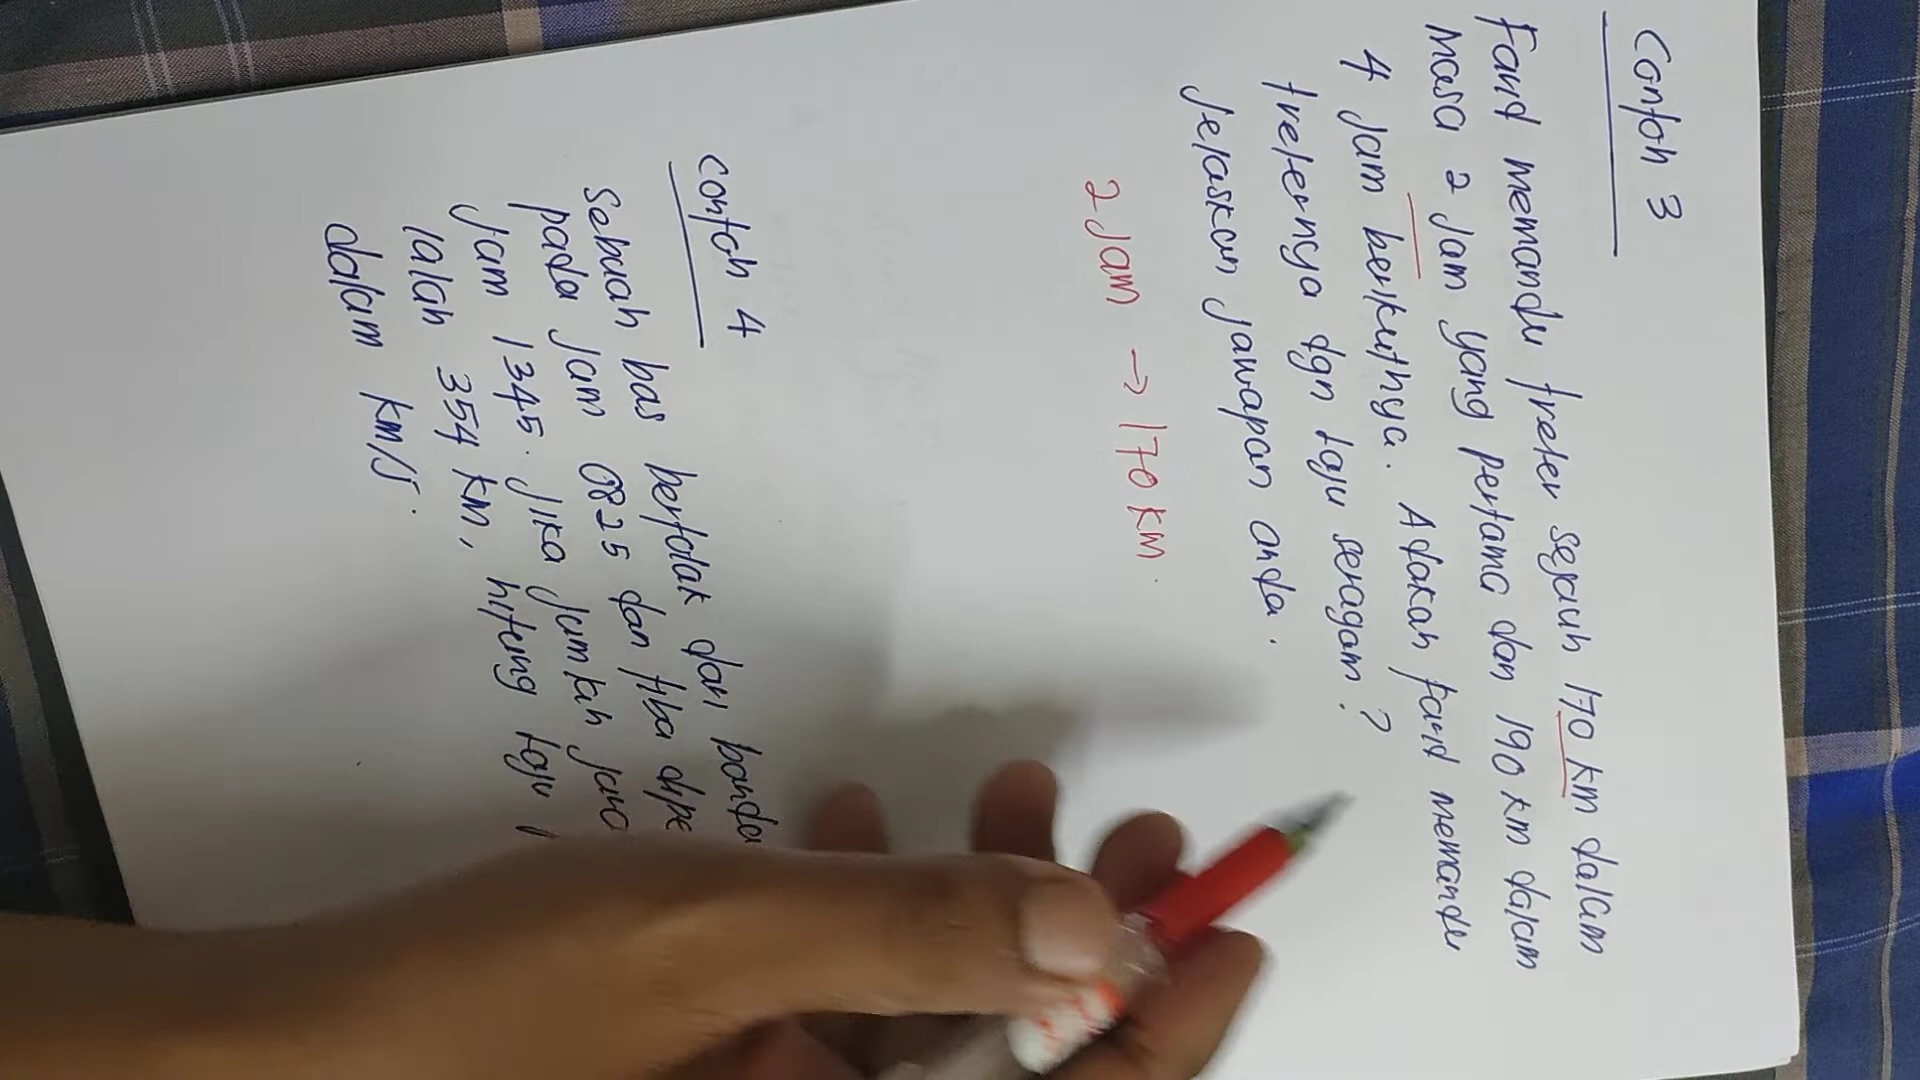 Contoh 3
Farid memandu treler sejauh 170 km dalam
masa 2 jam yang pertama dan 190 km dalam
4 jam berikutnya. Adakah Farid memandu
trelernya dgn laju seragam?
Jelaskan jawapan anda.
2 jam → 170 km.
Contoh 4
Sebuah bas bertolak dari
pada jam 0825 dan tiba
jam 1345. Jika jumlah
ialah 354 km, hitung laju
dalam km/j.